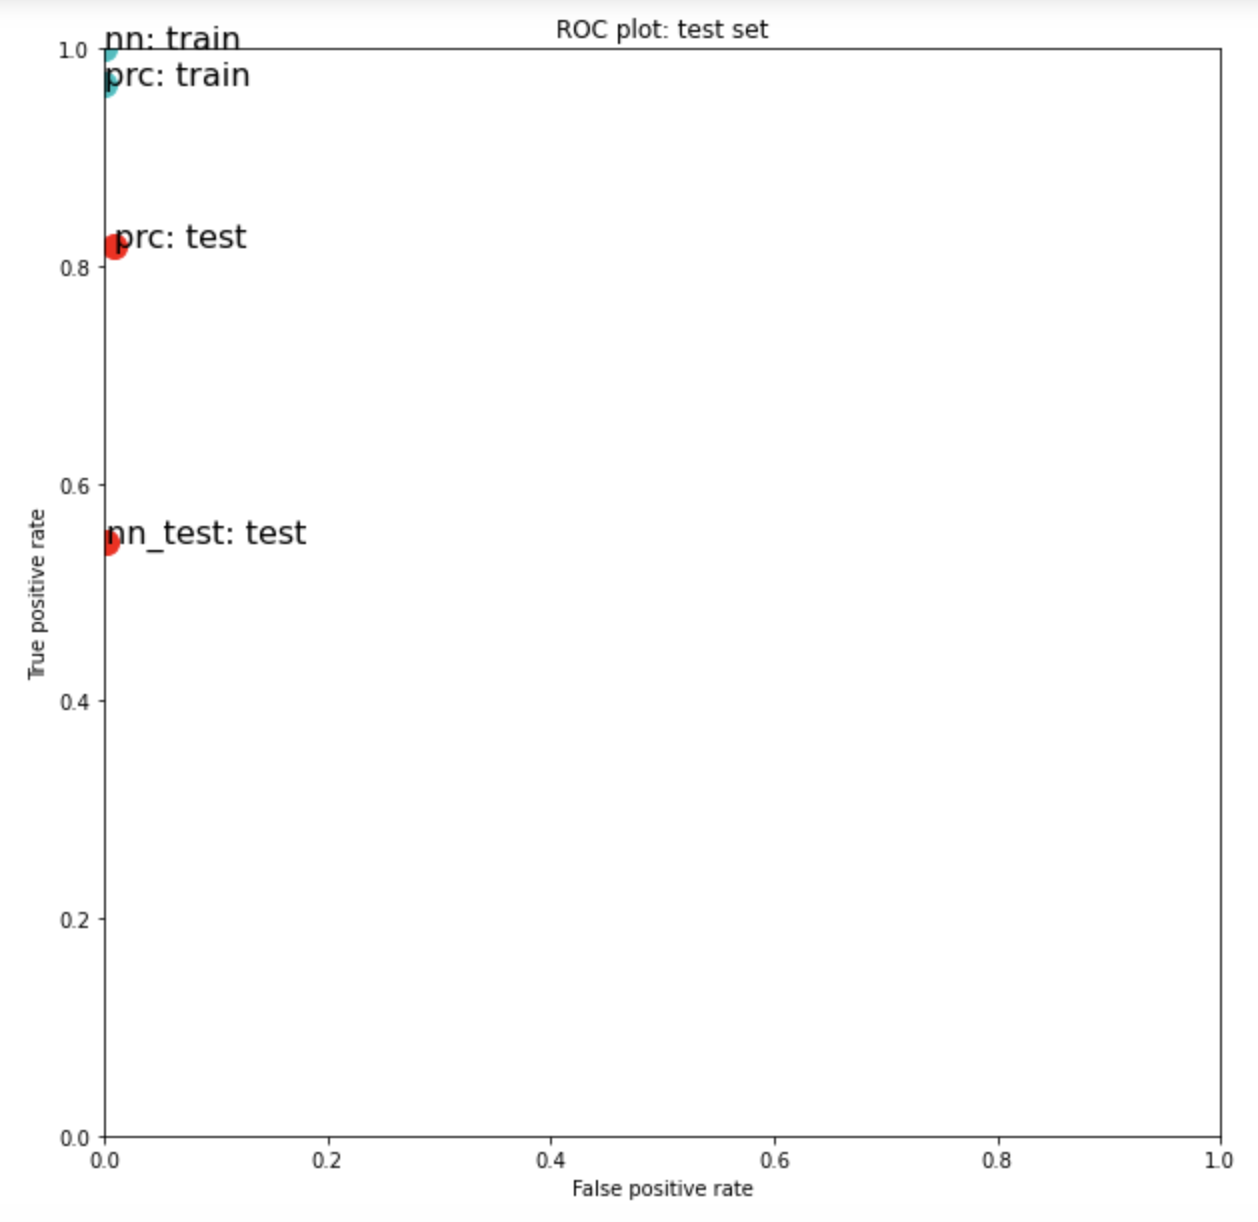 ROC plot: test set
nn: train
1.0
prc: train
prc: test
0.8
0.6
nn_test: test
True positive rate
0.4
0.2
0.0
0.0 0.2 0.4 0.6 0.8 1.0
False positive rate